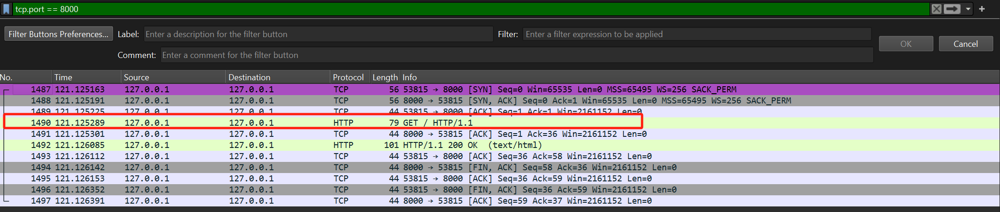 tcp.port == 8000
Filter Buttons Preferences... Label: Enter a description for the filter button Filter: Enter a filter expression to be applied
OK Cancel
Comment: Enter a comment for the filter button
No. Time Source Destination Protocol Length Info
1487 121.125163 127.0.0.1 127.0.0.1 TCP 56 53815 → 8000 [SYN] Seq=0 Win=65535 Len=0 MSS=65495 WS=256 SACK_PERM
1488 121.125191 127.0.0.1 127.0.0.1 TCP 56 8000 → 53815 [SYN, ACK] Seq=0 Ack=1 Win=65535 Len=0 MSS=65495 WS=256 SACK_PERM
1489 121.125225 127.0.0.1 127.0.0.1 TCP 44 53815 → 8000 [ACK] Seq=1 Ack=1 Win=2161152 Len=0
1490 121.125289 127.0.0.1 127.0.0.1 HTTP 79 GET / HTTP/1.1
1491 121.125301 127.0.0.1 127.0.0.1 TCP 44 8000 → 53815 [ACK] Seq=1 Ack=36 Win=2161152 Len=0
1492 121.126085 127.0.0.1 127.0.0.1 HTTP 101 HTTP/1.1 200 OK (text/html)
1493 121.126112 127.0.0.1 127.0.0.1 TCP 44 53815 → 8000 [ACK] Seq=36 Ack=58 Win=2161152 Len=0
1494 121.126142 127.0.0.1 127.0.0.1 TCP 44 8000 → 53815 [FIN, ACK] Seq=58 Ack=36 Win=2161152 Len=0
1495 121.126153 127.0.0.1 127.0.0.1 TCP 44 53815 → 8000 [ACK] Seq=36 Ack=59 Win=2161152 Len=0
1496 121.126352 127.0.0.1 127.0.0.1 TCP 44 53815 → 8000 [FIN, ACK] Seq=36 Ack=59 Win=2161152 Len=0
1497 121.126391 127.0.0.1 127.0.0.1 TCP 44 8000 → 53815 [ACK] Seq=59 Ack=37 Win=2161152 Len=0